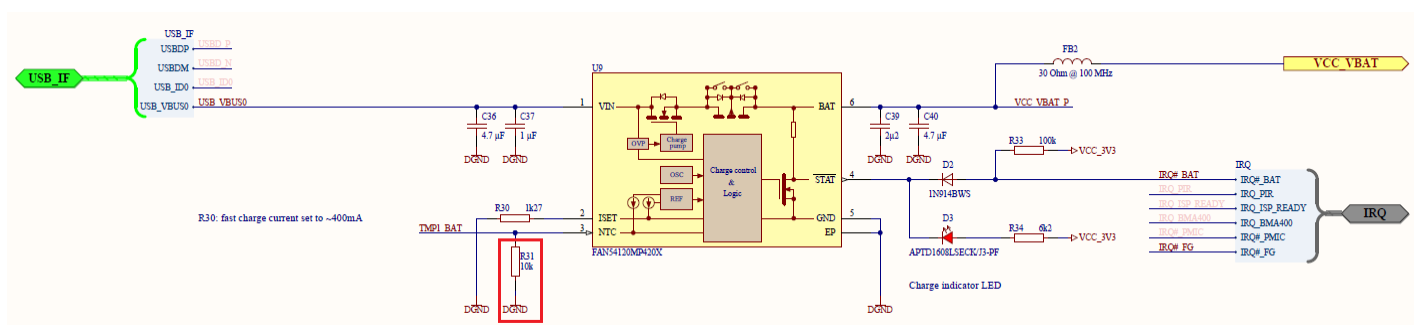 USB_IF
USB_IF
USBDP
USBD_P
USBDM
USBD_N
USB_ID0
USB_ID0
USB_VBUS0
USB_VBUS0
C36
4.7 µF
DGND
C37
1 µF
DGND
U9
1
VIN
OVP
Charge
pump
OSC
REF
Charge control
&
Logic
BAT
6
STAT
4
GND
5
EP
2
ISET
3
NTC
FAN54120MP420X
R30: fast charge current set to ~400mA
R30
1k27
TMP1_BAT
R31
10k
DGND
DGND
C39
2µ2
DGND
C40
4.7 µF
DGND
VCC_VBAT_P
FB2
30 Ohm @ 100 MHz
VCC_VBAT
R33
100k
VCC_3V3
D2
1N914BWS
D3
APTD1608LSECK/J3-PF
R34
6k2
VCC_3V3
Charge indicator LED
DGND
IRQ
IRQ#_BAT
IRQ#_BAT
IRQ_PIR
IRQ_PIR
IRQ_ISP_READY
IRQ_ISP_READY
IRQ_BMA400
IRQ_BMA400
IRQ#_PMIC
IRQ#_PMIC
IRQ#_FG
IRQ#_FG
IRQ